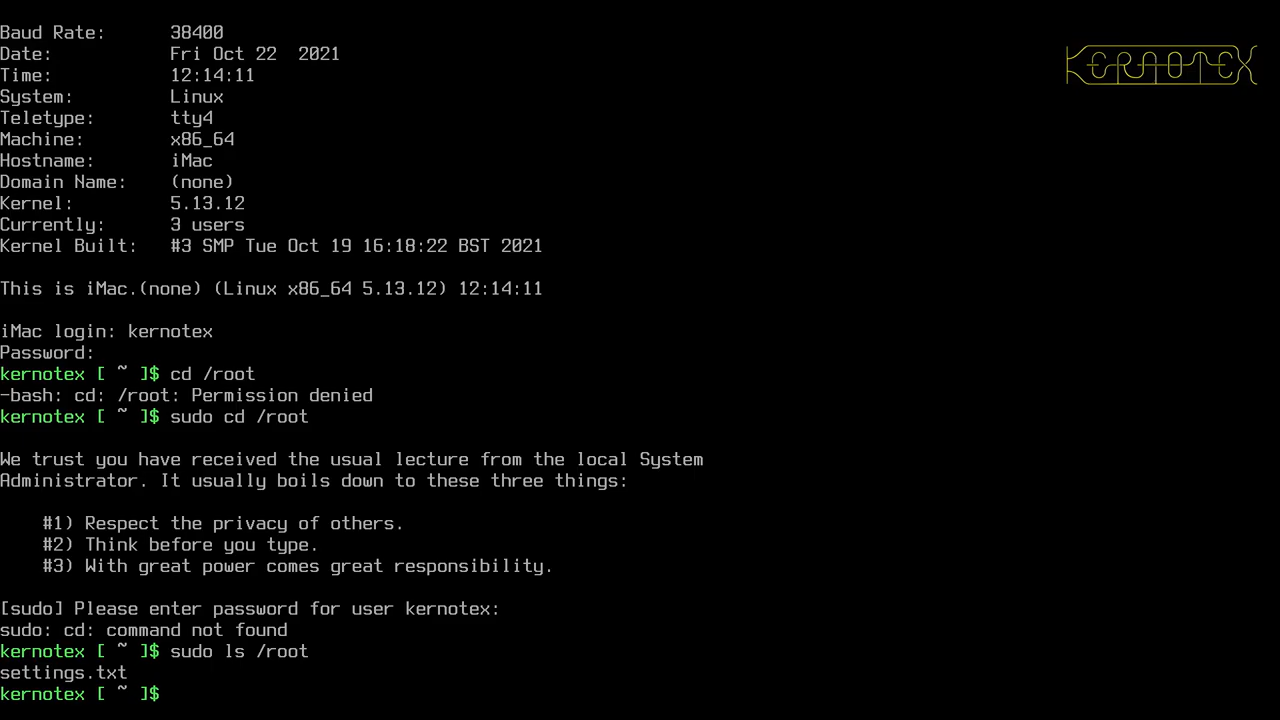 Baud Rate: 38400
Date: Fri Oct 22 2021
Time: 12:14:11
System: Linux
Teletype: tty4
Machine: x86_64
Hostname: iMac
Domain Name: (none)
Kernel: 5.13.12
Currently: 3 users
Kernel Built: #3 SMP Tue Oct 19 16:18:22 BST 2021
This is iMac.(none) (Linux x86_64 5.13.12) 12:14:11
iMac login: kernotex
Password:
kernotex [ ~ ]$ cd /root
-bash: cd: /root: Permission denied
kernotex [ ~ ]$ sudo cd /root
We trust you have received the usual lecture from the local System
Administrator. It usually boils down to these three things:
#1) Respect the privacy of others.
#2) Think before you type.
#3) With great power comes great responsibility.
[sudo] Please enter password for user kernotex:
sudo: cd: command not found
kernotex [ ~ ]$ sudo ls /root
settings.txt
kernotex [ ~ ]$
KERNOTEX